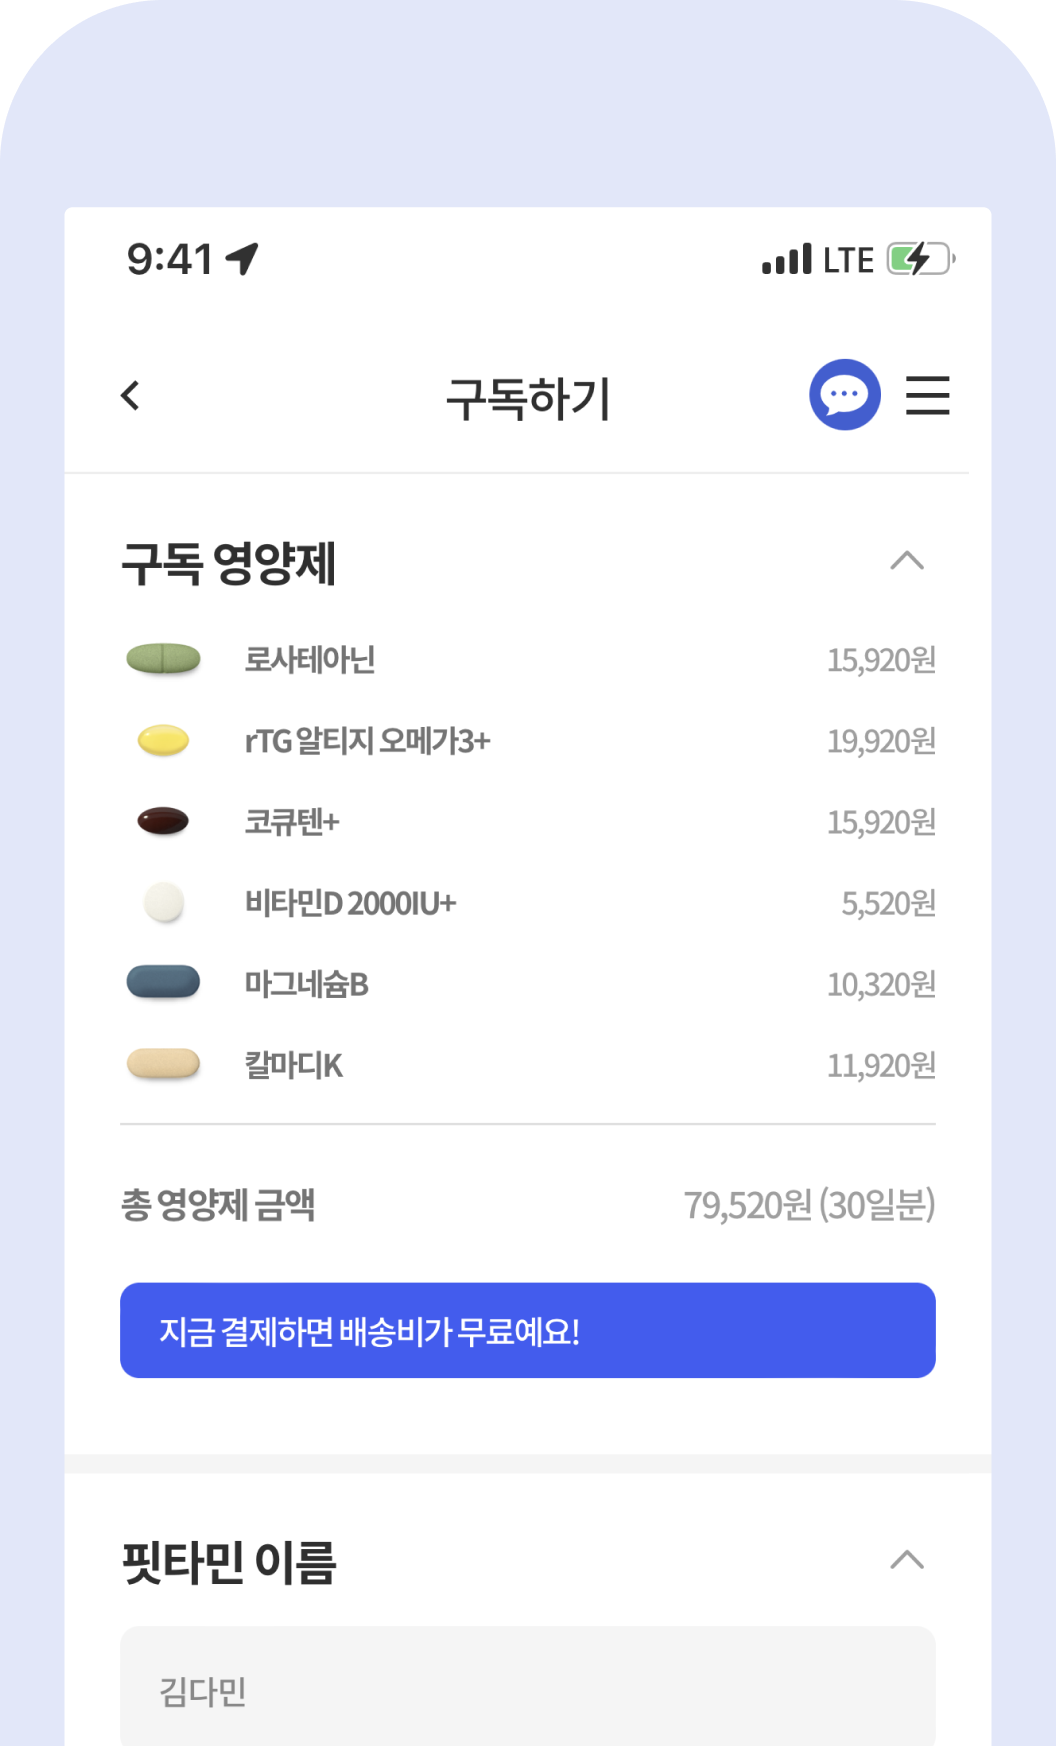 9:41 LTE
구독하기
구독 영양제
로사테아닌 15,920원
rTG 알티지 오메가3+ 19,920원
코큐텐+ 15,920원
비타민D 2000IU+ 5,520원
마그네슘B 10,320원
칼마디K 11,920원
총 영양제 금액 79,520원 (30일분)
지금 결제하면 배송비가 무료예요!
핏타민 이름
김다민